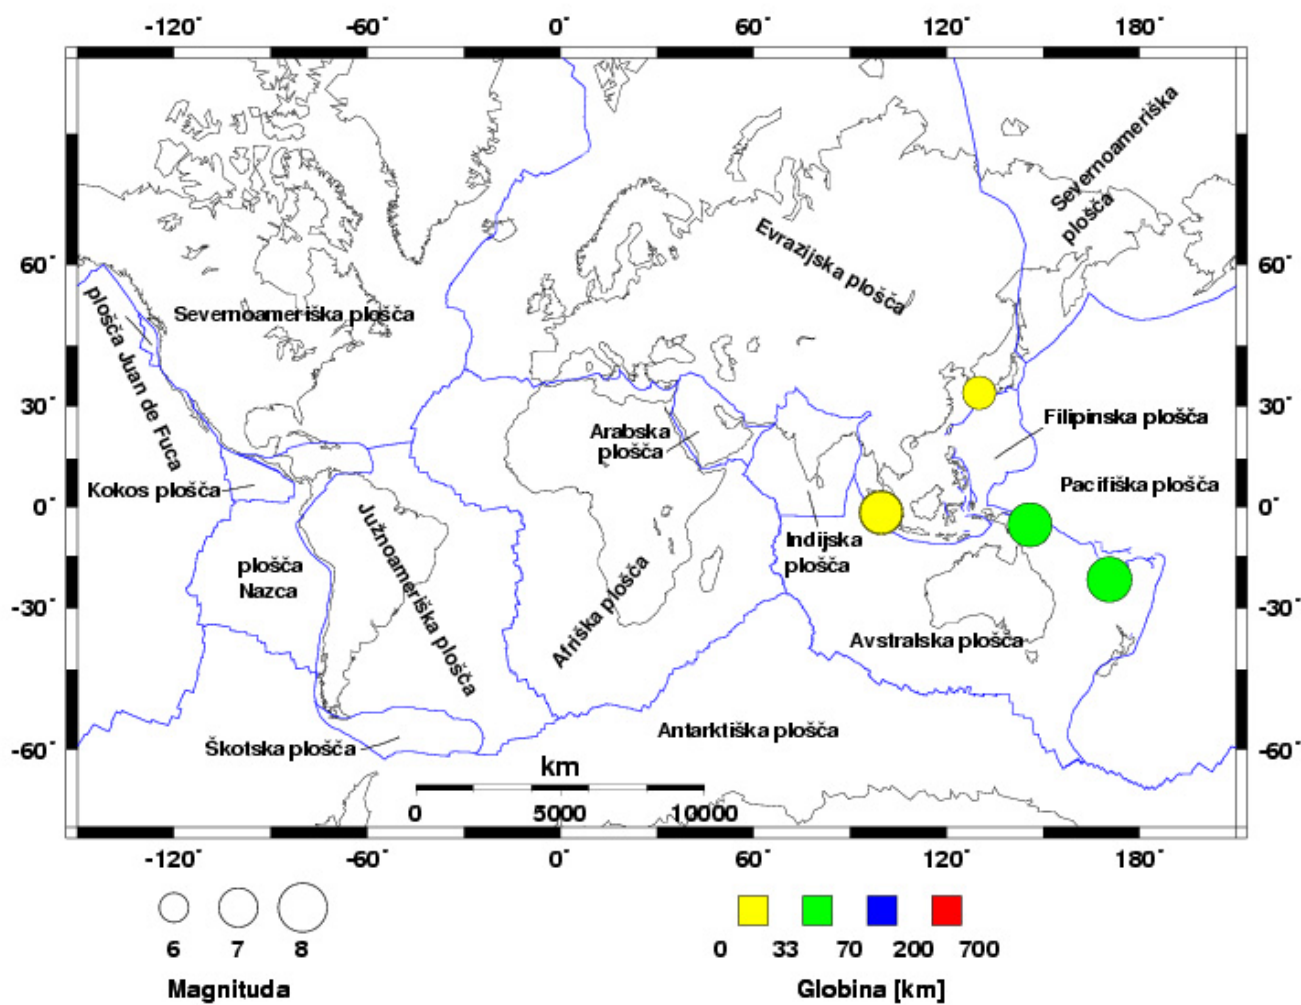 -120° -60° 0° 60° 120° 180°
Severnoameriška
plošča
Evrazijska plošča
60° 60°
plošča Juan de Fuca
Severnoameriška plošča
30° 30°
Filipinska plošča
Arabska
plošča
Kokos plošča
Pacifiška plošča
0° 0°
Južnoameriška plošča
Indijska
plošča
plošča
Nazca
Afriška plošča
-30° -30°
Avstralska plošča
Antarktiška plošča
Škotska plošča
-60° -60°
km
0 5000 10000
-120° -60° 0° 60° 120° 180°
6 7 8
0 33 70 200 700
Magnituda
Globina [km]